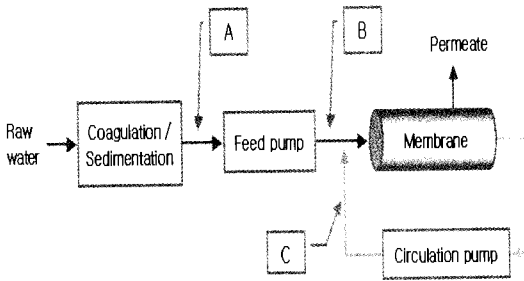 A
B
Permeate
Raw
water
Coagulation /
Sedimentation
Feed pump
Membrane
C
Circulation pump